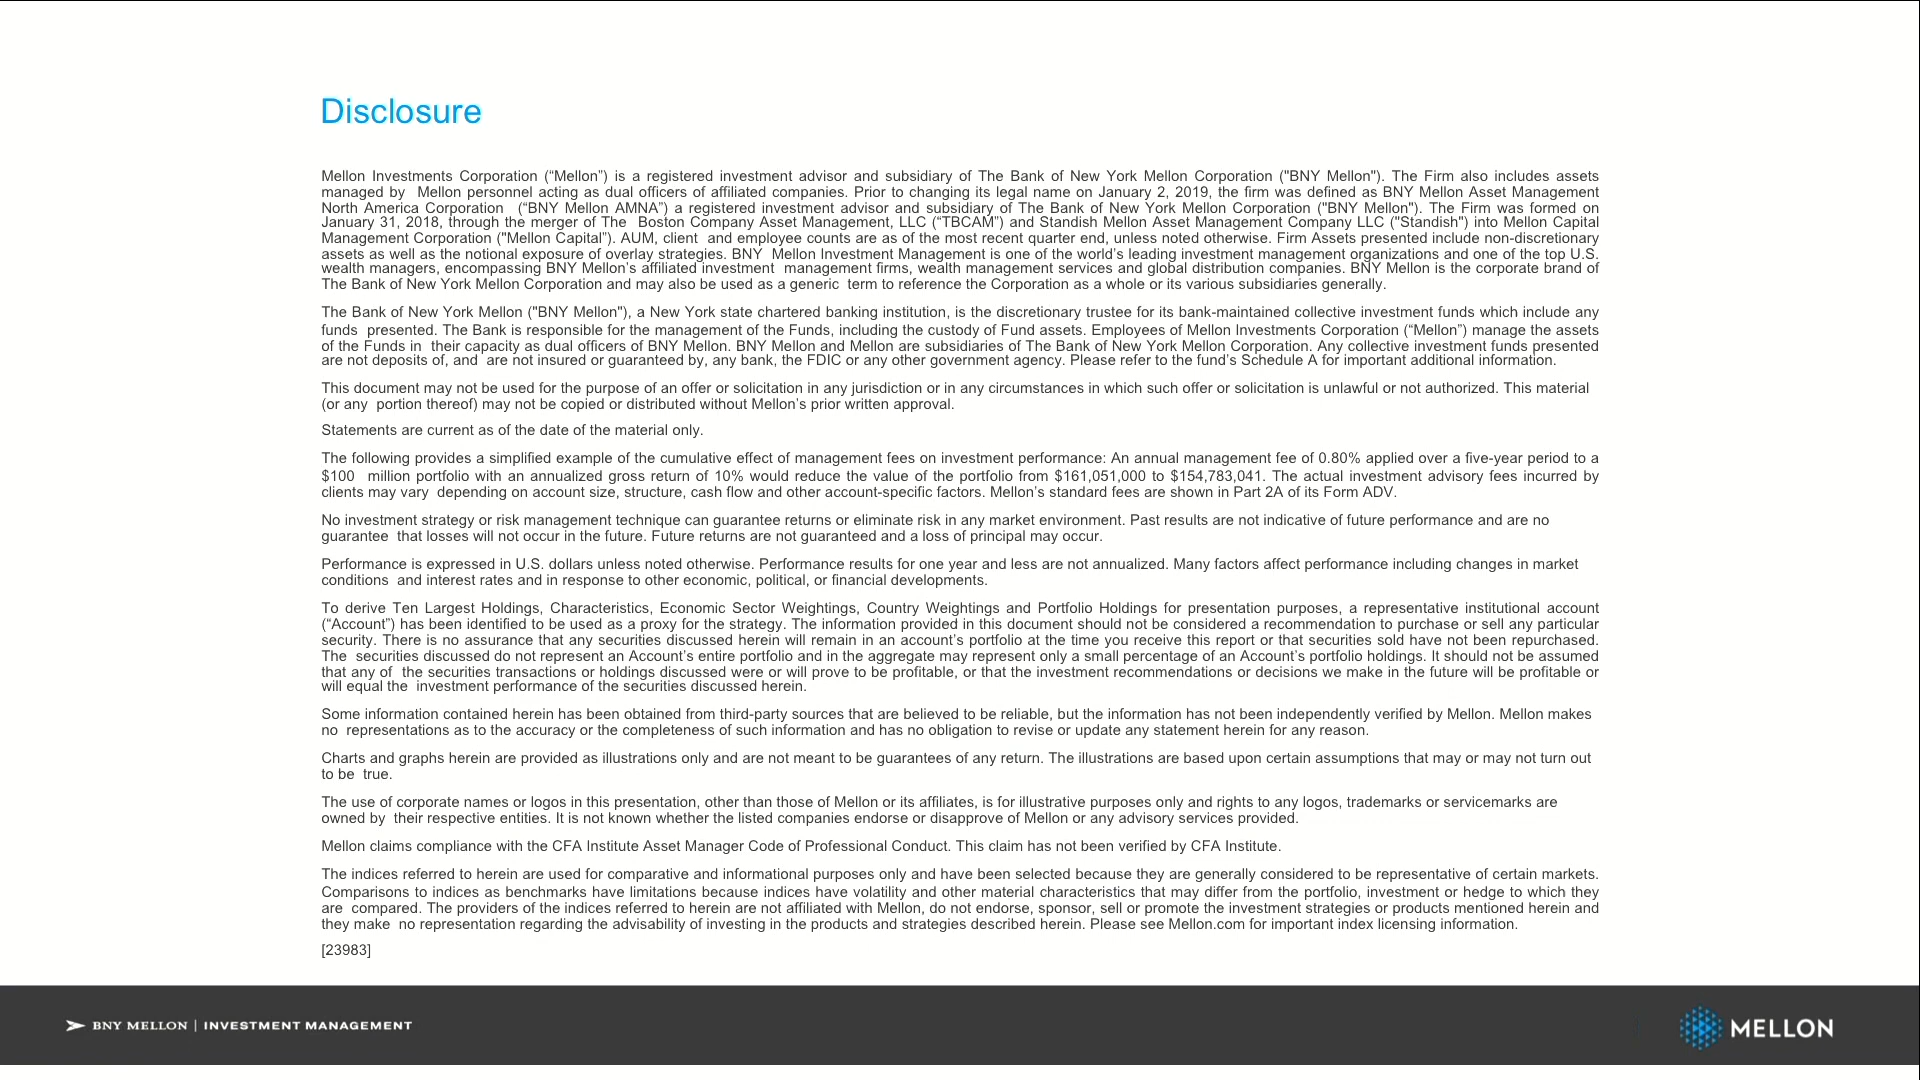 Disclosure
Mellon Investments Corporation (“Mellon”) is a registered investment advisor and subsidiary of The Bank of New York Mellon Corporation ("BNY Mellon"). The Firm also includes assets
managed by Mellon personnel acting as dual officers of affiliated companies. Prior to changing its legal name on January 2, 2019, the firm was defined as BNY Mellon Asset Management
North America Corporation (“BNY Mellon AMNA”) a registered investment advisor and subsidiary of The Bank of New York Mellon Corporation ("BNY Mellon"). The Firm was formed on
January 31, 2018, through the merger of The Boston Company Asset Management, LLC (“TBCAM”) and Standish Mellon Asset Management Company LLC ("Standish") into Mellon Capital
Management Corporation ("Mellon Capital”). AUM, client and employee counts are as of the most recent quarter end, unless noted otherwise. Firm Assets presented include non-discretionary
assets as well as the notional exposure of overlay strategies. BNY Mellon Investment Management is one of the world’s leading investment management organizations and one of the top U.S.
wealth managers, encompassing BNY Mellon’s affiliated investment management firms, wealth management services and global distribution companies. BNY Mellon is the corporate brand of
The Bank of New York Mellon Corporation and may also be used as a generic term to reference the Corporation as a whole or its various subsidiaries generally.
The Bank of New York Mellon ("BNY Mellon"), a New York state chartered banking institution, is the discretionary trustee for its bank-maintained collective investment funds which include any
funds presented. The Bank is responsible for the management of the Funds, including the custody of Fund assets. Employees of Mellon Investments Corporation (“Mellon”) manage the assets
of the Funds in their capacity as dual officers of BNY Mellon. BNY Mellon and Mellon are subsidiaries of The Bank of New York Mellon Corporation. Any collective investment funds presented
are not deposits of, and are not insured or guaranteed by, any bank, the FDIC or any other government agency. Please refer to the fund’s Schedule A for important additional information.
This document may not be used for the purpose of an offer or solicitation in any jurisdiction or in any circumstances in which such offer or solicitation is unlawful or not authorized. This material
(or any portion thereof) may not be copied or distributed without Mellon’s prior written approval.
Statements are current as of the date of the material only.
The following provides a simplified example of the cumulative effect of management fees on investment performance: An annual management fee of 0.80% applied over a five-year period to a
$100 million portfolio with an annualized gross return of 10% would reduce the value of the portfolio from $161,051,000 to $154,783,041. The actual investment advisory fees incurred by
clients may vary depending on account size, structure, cash flow and other account-specific factors. Mellon’s standard fees are shown in Part 2A of its Form ADV.
No investment strategy or risk management technique can guarantee returns or eliminate risk in any market environment. Past results are not indicative of future performance and are no
guarantee that losses will not occur in the future. Future returns are not guaranteed and a loss of principal may occur.
Performance is expressed in U.S. dollars unless noted otherwise. Performance results for one year and less are not annualized. Many factors affect performance including changes in market
conditions and interest rates and in response to other economic, political, or financial developments.
To derive Ten Largest Holdings, Characteristics, Economic Sector Weightings, Country Weightings and Portfolio Holdings for presentation purposes, a representative institutional account
(“Account”) has been identified to be used as a proxy for the strategy. The information provided in this document should not be considered a recommendation to purchase or sell any particular
security. There is no assurance that any securities discussed herein will remain in an account’s portfolio at the time you receive this report or that securities sold have not been repurchased.
The securities discussed do not represent an Account’s entire portfolio and in the aggregate may represent only a small percentage of an Account’s portfolio holdings. It should not be assumed
that any of the securities transactions or holdings discussed were or will prove to be profitable, or that the investment recommendations or decisions we make in the future will be profitable or
will equal the investment performance of the securities discussed herein.
Some information contained herein has been obtained from third-party sources that are believed to be reliable, but the information has not been independently verified by Mellon. Mellon makes
no representations as to the accuracy or the completeness of such information and has no obligation to revise or update any statement herein for any reason.
Charts and graphs herein are provided as illustrations only and are not meant to be guarantees of any return. The illustrations are based upon certain assumptions that may or may not turn out
to be true.
The use of corporate names or logos in this presentation, other than those of Mellon or its affiliates, is for illustrative purposes only and rights to any logos, trademarks or servicemarks are
owned by their respective entities. It is not known whether the listed companies endorse or disapprove of Mellon or any advisory services provided.
Mellon claims compliance with the CFA Institute Asset Manager Code of Professional Conduct. This claim has not been verified by CFA Institute.
The indices referred to herein are used for comparative and informational purposes only and have been selected because they are generally considered to be representative of certain markets.
Comparisons to indices as benchmarks have limitations because indices have volatility and other material characteristics that may differ from the portfolio, investment or hedge to which they
are compared. The providers of the indices referred to herein are not affiliated with Mellon, do not endorse, sponsor, sell or promote the investment strategies or products mentioned herein and
they make no representation regarding the advisability of investing in the products and strategies described herein. Please see Mellon.com for important index licensing information.
[23983]
BNY MELLON | INVESTMENT MANAGEMENT
MELLON